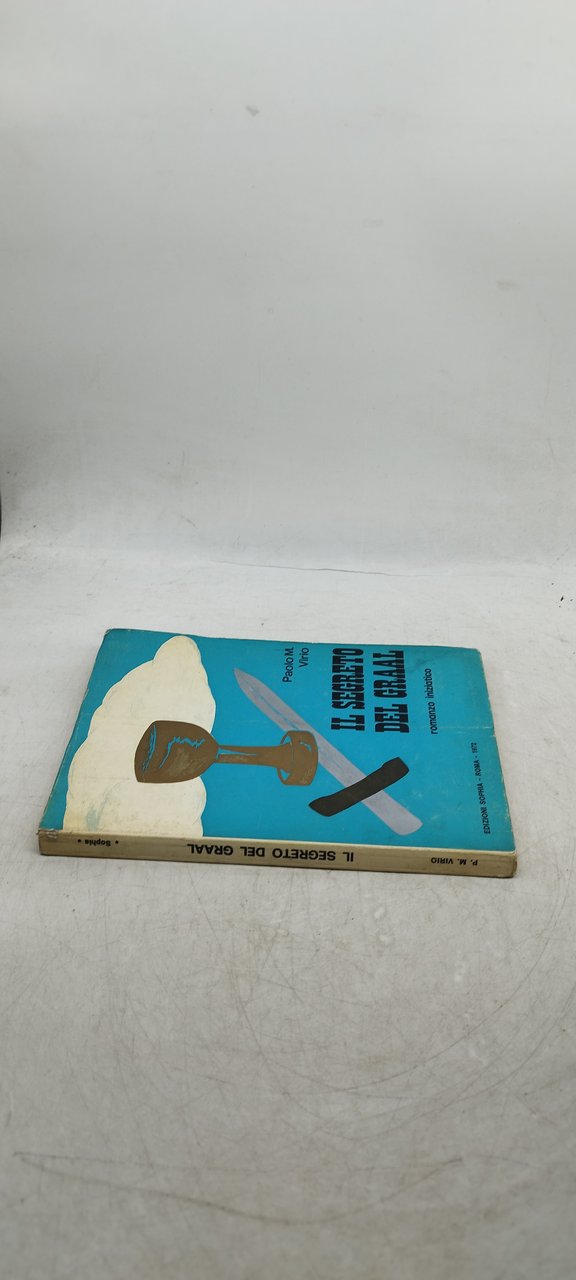 Paolo M.
Virio
IL SEGRETO
DEL GRAAL
romanzo iniziatico
EDIZIONI SOPHIA - ROMA - 1972
P. M. VIRIO
IL SEGRETO DEL GRAAL
• Sophia •